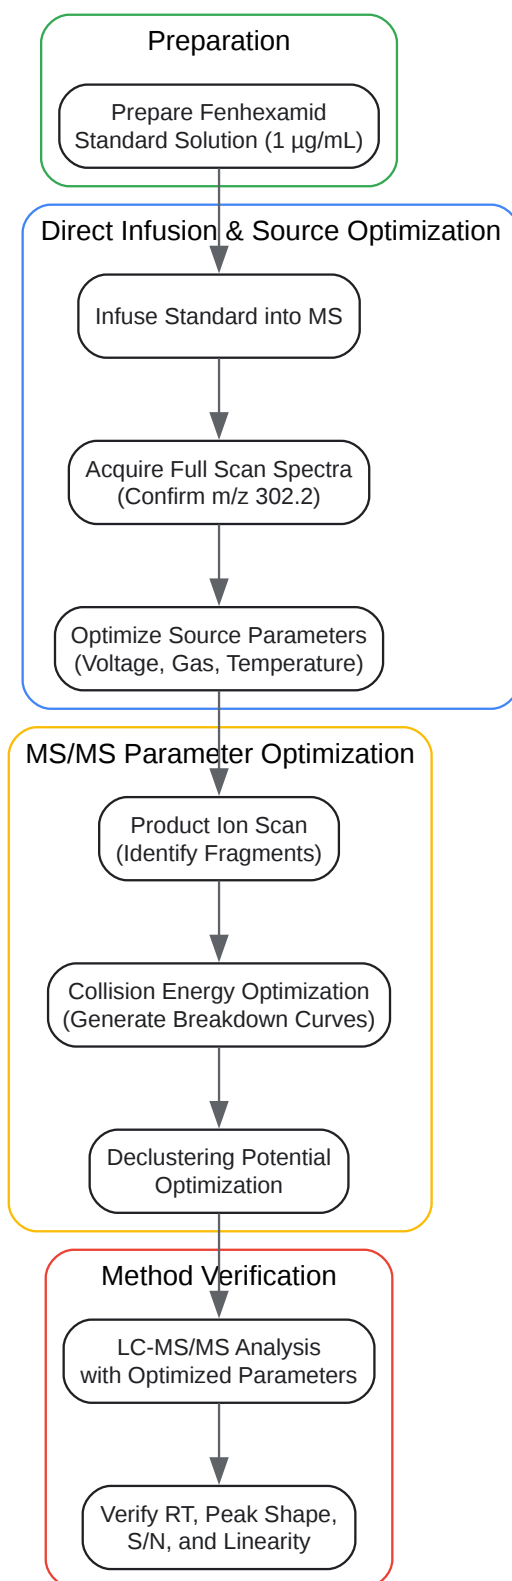 Preparation
Prepare Fenhexamid
Standard Solution (1 µg/mL)
Direct Infusion & Source Optimization
Infuse Standard into MS
Acquire Full Scan Spectra
(Confirm m/z 302.2)
Optimize Source Parameters
(Voltage, Gas, Temperature)
MS/MS Parameter Optimization
Product Ion Scan
(Identify Fragments)
Collision Energy Optimization
(Generate Breakdown Curves)
Declustering Potential
Optimization
Method Verification
LC-MS/MS Analysis
with Optimized Parameters
Verify RT, Peak Shape,
S/N, and Linearity